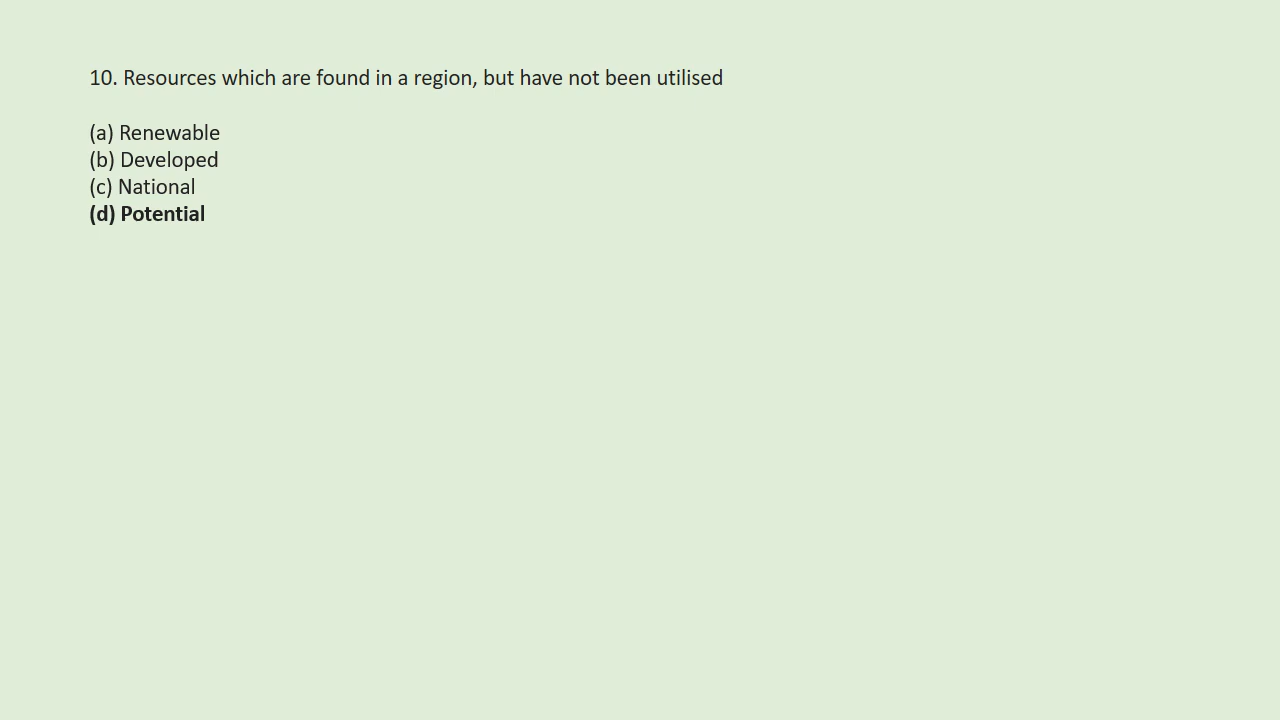 10. Resources which are found in a region, but have not been utilised
(a) Renewable
(b) Developed
(c) National
(d) Potential